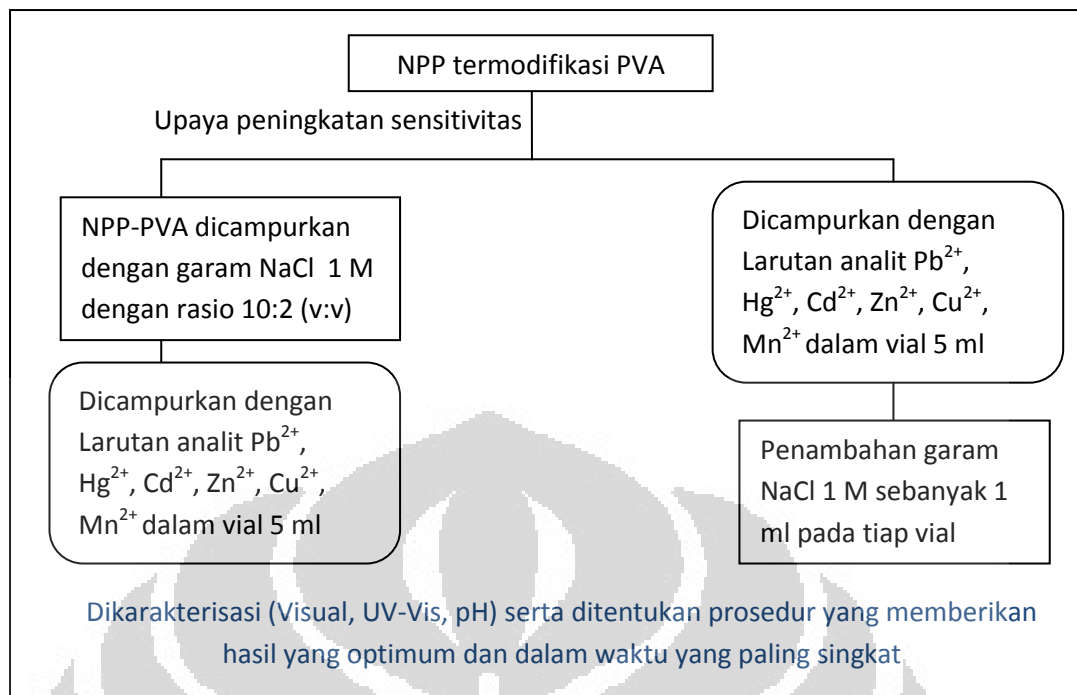 NPP termodifikasi PVA
Upaya peningkatan sensitivitas
NPP-PVA dicampurkan
dengan garam NaCl 1 M
dengan rasio 10:2 (v:v)
Dicampurkan dengan
Larutan analit Pb²⁺,
Hg²⁺, Cd²⁺, Zn²⁺, Cu²⁺,
Mn²⁺ dalam vial 5 ml
Dicampurkan dengan
Larutan analit Pb²⁺,
Hg²⁺, Cd²⁺, Zn²⁺, Cu²⁺,
Mn²⁺ dalam vial 5 ml
Penambahan garam
NaCl 1 M sebanyak 1
ml pada tiap vial
Dikarakterisasi (Visual, UV-Vis, pH) serta ditentukan prosedur yang memberikan
hasil yang optimum dan dalam waktu yang paling singkat